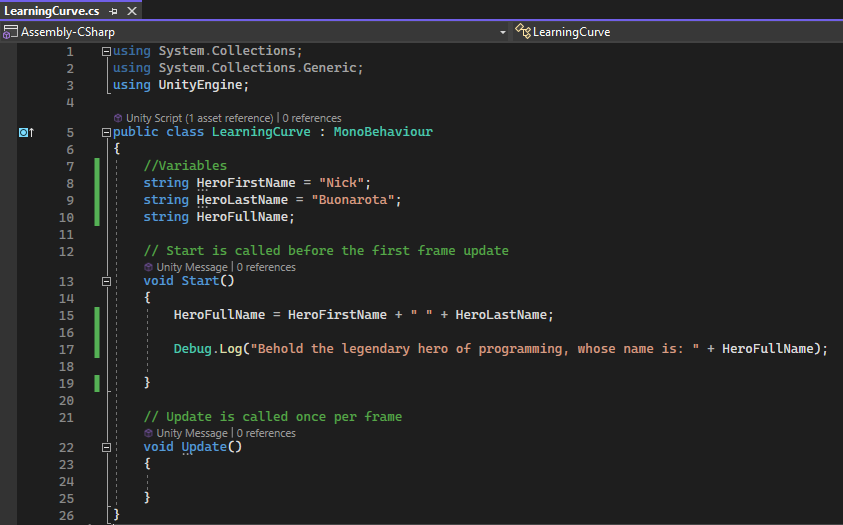 LearningCurve.cs
Assembly-CSharp LearningCurve
1 using System.Collections;
2 using System.Collections.Generic;
3 using UnityEngine;
4
Unity Script (1 asset reference) | 0 references
5 public class LearningCurve : MonoBehaviour
6 {
7 //Variables
8 string HeroFirstName = "Nick";
9 string HeroLastName = "Buonarota";
10 string HeroFullName;
11
12 // Start is called before the first frame update
Unity Message | 0 references
13 void Start()
14 {
15 HeroFullName = HeroFirstName + " " + HeroLastName;
16
17 Debug.Log("Behold the legendary hero of programming, whose name is: " + HeroFullName);
18
19 }
20
21 // Update is called once per frame
Unity Message | 0 references
22 void Update()
23 {
24
25 }
26 }